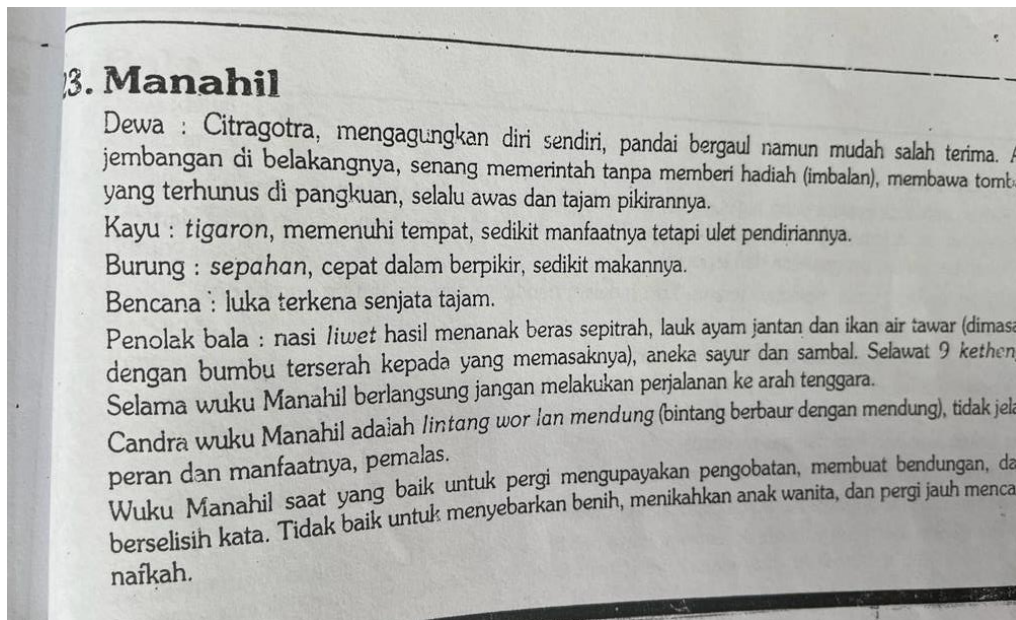 23. Manahil
Dewa : Citragotra, mengagungkan diri sendiri, pandai bergaul namun mudah salah terima.
jembangan di belakangnya, senang memerintah tanpa memberi hadiah (imbalan), membawa
yang terhunus di pangkuan, selalu awas dan tajam pikirannya.
Kayu : tigaron, memenuhi tempat, sedikit manfaatnya tetapi ulet pendiriannya.
Burung : sepahan, cepat dalam berpikir, sedikit makannya.
Bencana : luka terkena senjata tajam.
Penolak bala : nasi liwet hasil menanak beras sepitrah, lauk ayam jantan dan ikan air tawar
dengan bumbu terserah kepada yang memasaknya), aneka sayur dan sambal. Selawat 9
Selama wuku Manahil berlangsung jangan melakukan perjalanan ke arah tenggara.
Candra wuku Manahil adalah lintang wor lan mendung (bintang berbaur dengan mendung), tidak
peran dan manfaatnya, pemalas.
Wuku Manahil saat yang baik untuk pergi mengupayakan pengobatan, membuat bendungan,
berselisih kata. Tidak baik untuk menyebarkan benih, menikahkan anak wanita, dan pergi jauh
nafkah.